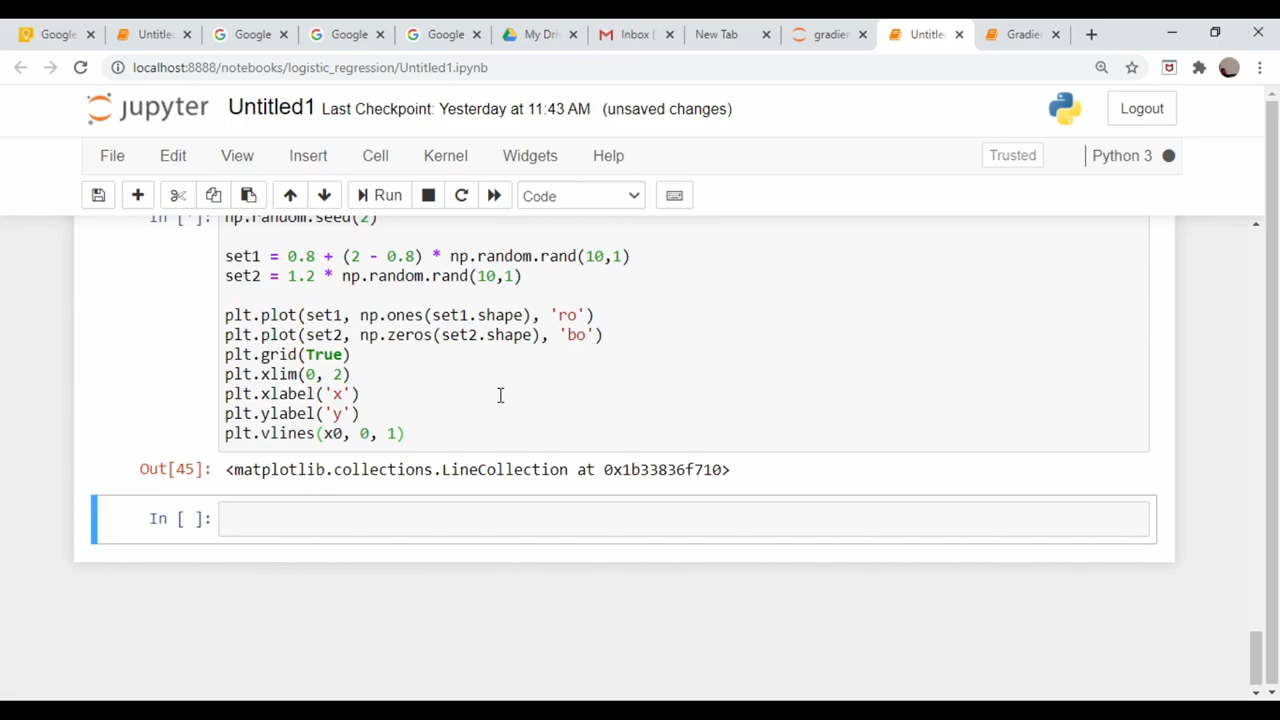 Google
Untitle
Google
Google
Google
My Driv
Inbox (
New Tab
gradien
Untitle
Gradien
localhost:8888/notebooks/logistic_regression/Untitled1.ipynb
jupyter Untitled1 Last Checkpoint: Yesterday at 11:43 AM (unsaved changes)
Logout
File Edit View Insert Cell Kernel Widgets Help
Trusted
Python 3
Run
Code
In [*]: np.random.seed(2)
set1 = 0.8 + (2 - 0.8) * np.random.rand(10,1)
set2 = 1.2 * np.random.rand(10,1)
plt.plot(set1, np.ones(set1.shape), 'ro')
plt.plot(set2, np.zeros(set2.shape), 'bo')
plt.grid(True)
plt.xlim(0, 2)
plt.xlabel('x')
plt.ylabel('y')
plt.vlines(x0, 0, 1)
Out[45]: <matplotlib.collections.LineCollection at 0x1b33836f710>
In [ ]: